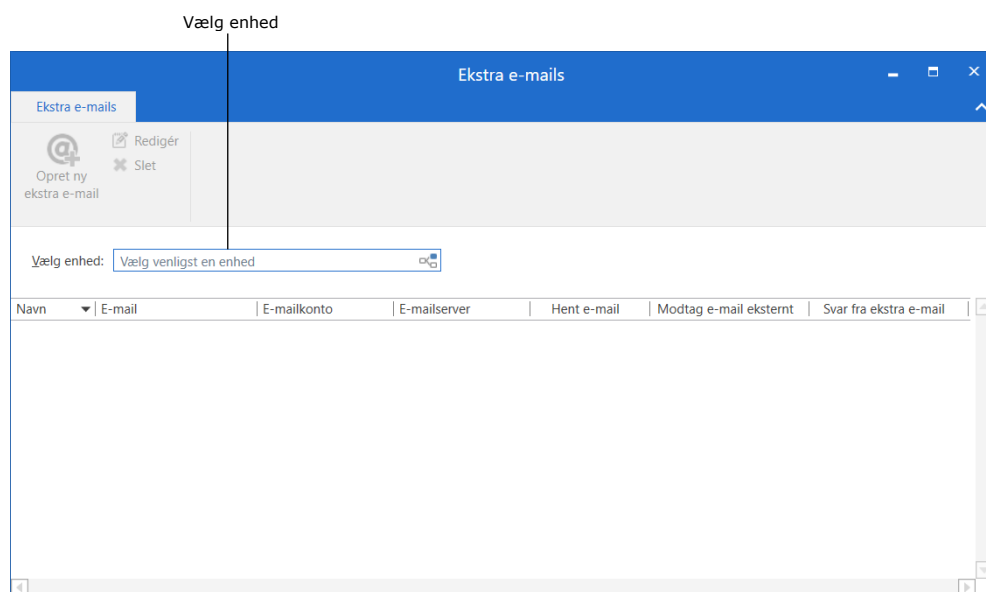 Vælg enhed
Ekstra e-mails
Ekstra e-mails
Opret ny
ekstra e-mail
Redigér
Slet
Vælg enhed: Vælg venligst en enhed
Navn E-mail E-mailkonto E-mailserver Hent e-mail Modtag e-mail eksternt Svar fra ekstra e-mail